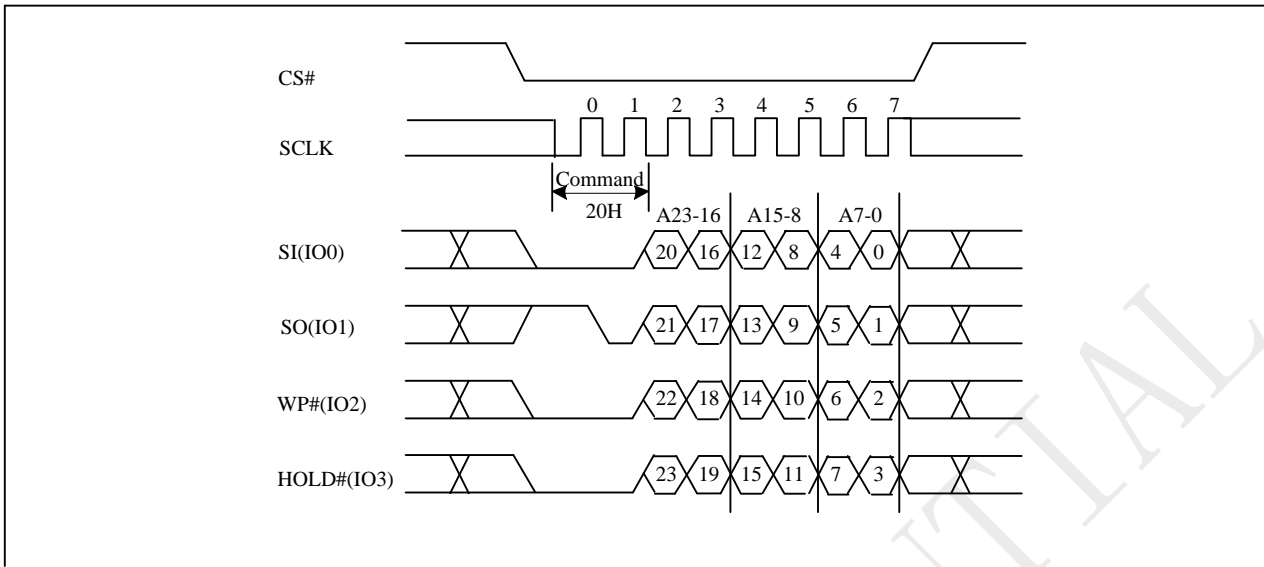 CS#
0 1 2 3 4 5 6 7
SCLK
Command
20H
A23-16 A15-8 A7-0
SI(IO0) 20 16 12 8 4 0
SO(IO1) 21 17 13 9 5 1
WP#(IO2) 22 18 14 10 6 2
HOLD#(IO3) 23 19 15 11 7 3
NTIAL